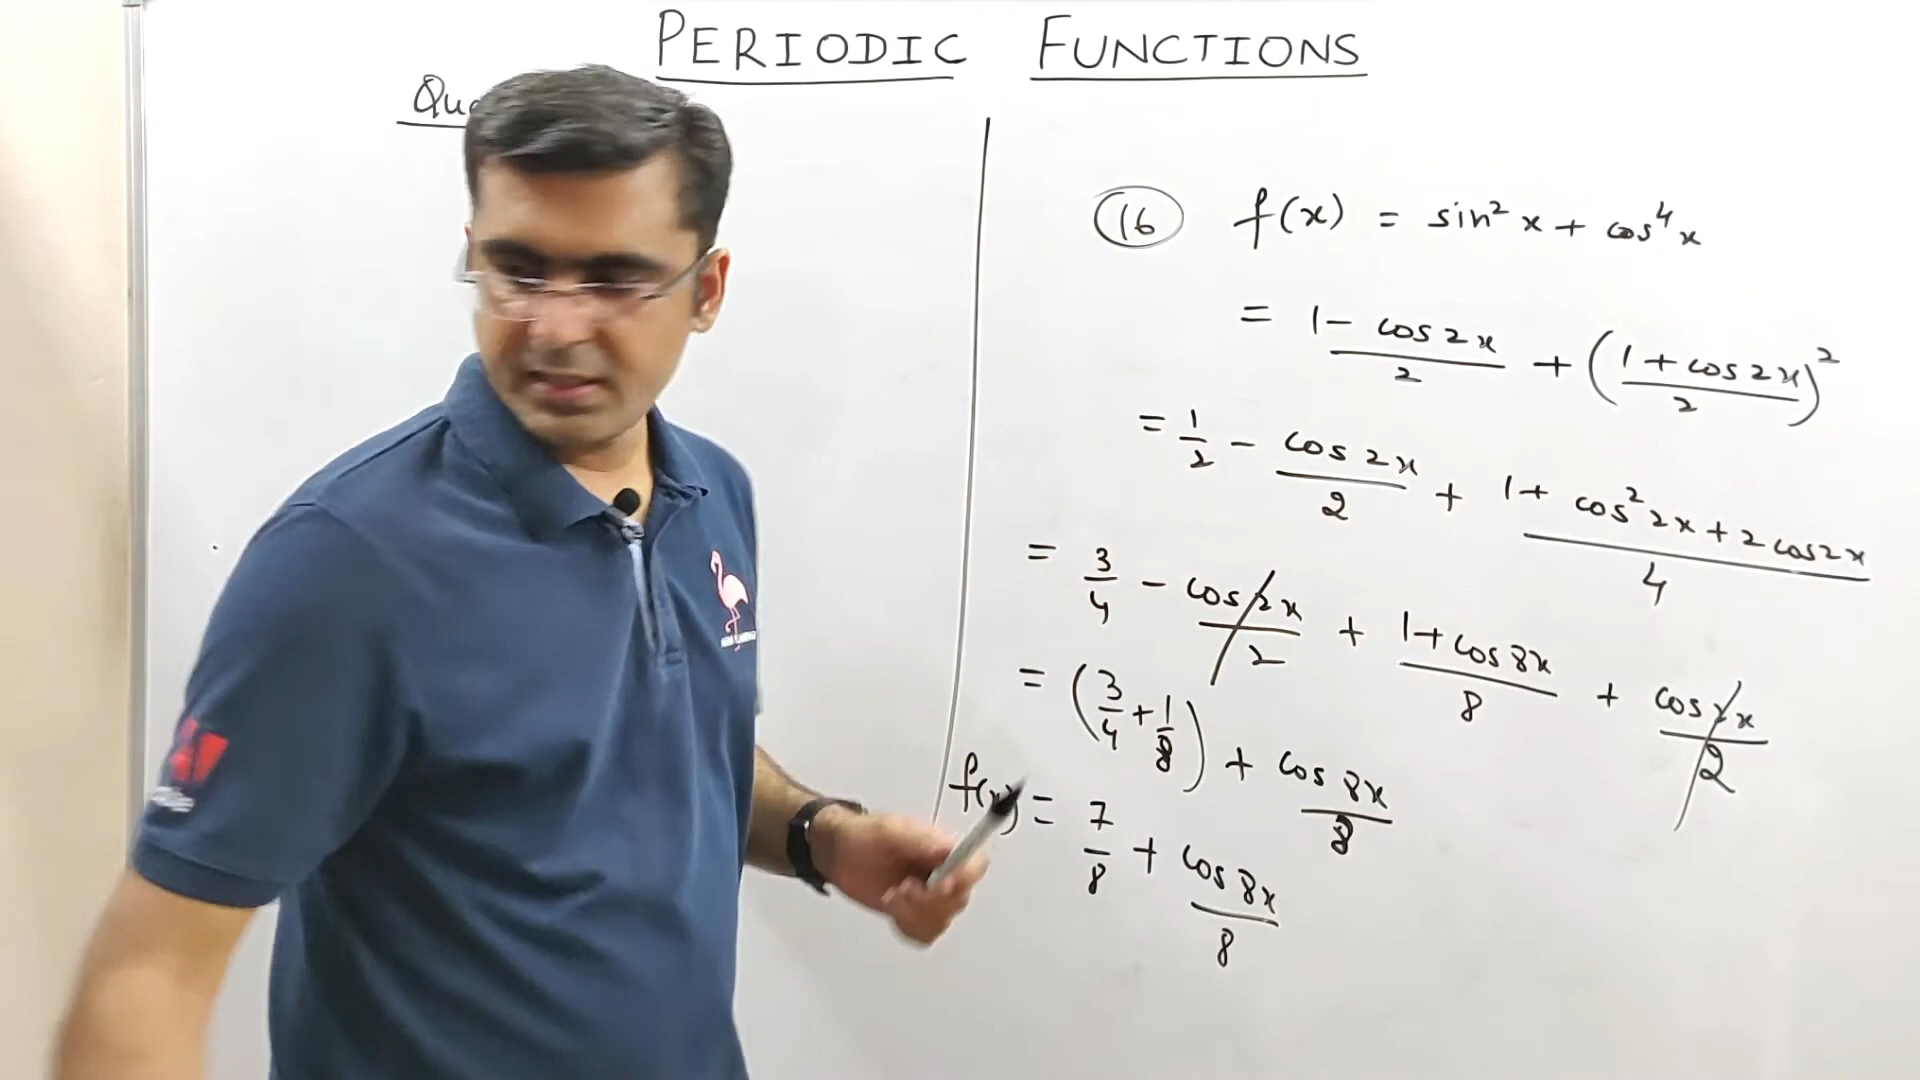 PERIODIC FUNCTIONS
16 f(x) = sin² x + cos⁴ x
= 1 - cos 2x / 2 + (1 + cos 2x / 2)²
= 1/2 - cos 2x / 2 + 1 + cos² 2x + 2 cos 2x / 4
= 3/4 - cos 2x / 2 + 1 + cos 8x / 8 + cos 2x / 2
= (3/4 + 1/8) + cos 8x / 8
f(x) = 7/8 + cos 8x / 8